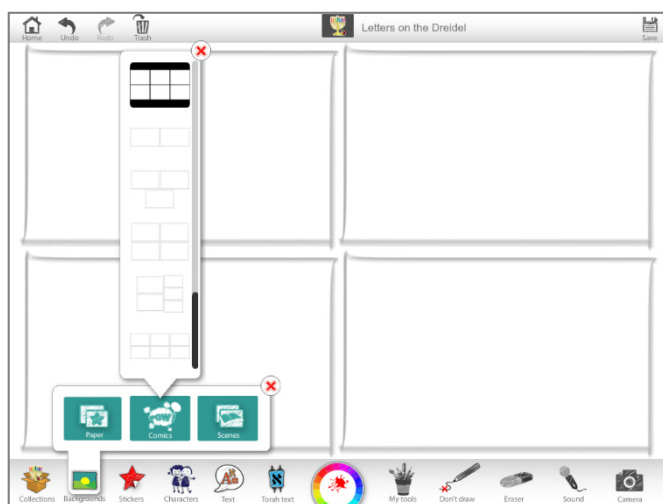 Home Undo Redo Trash Letters on the Dreidel Save
POW
Paper Comics Scenes
Collections Backgrounds Stickers Characters Text Torah text My tools Don't draw Eraser Sound Camera